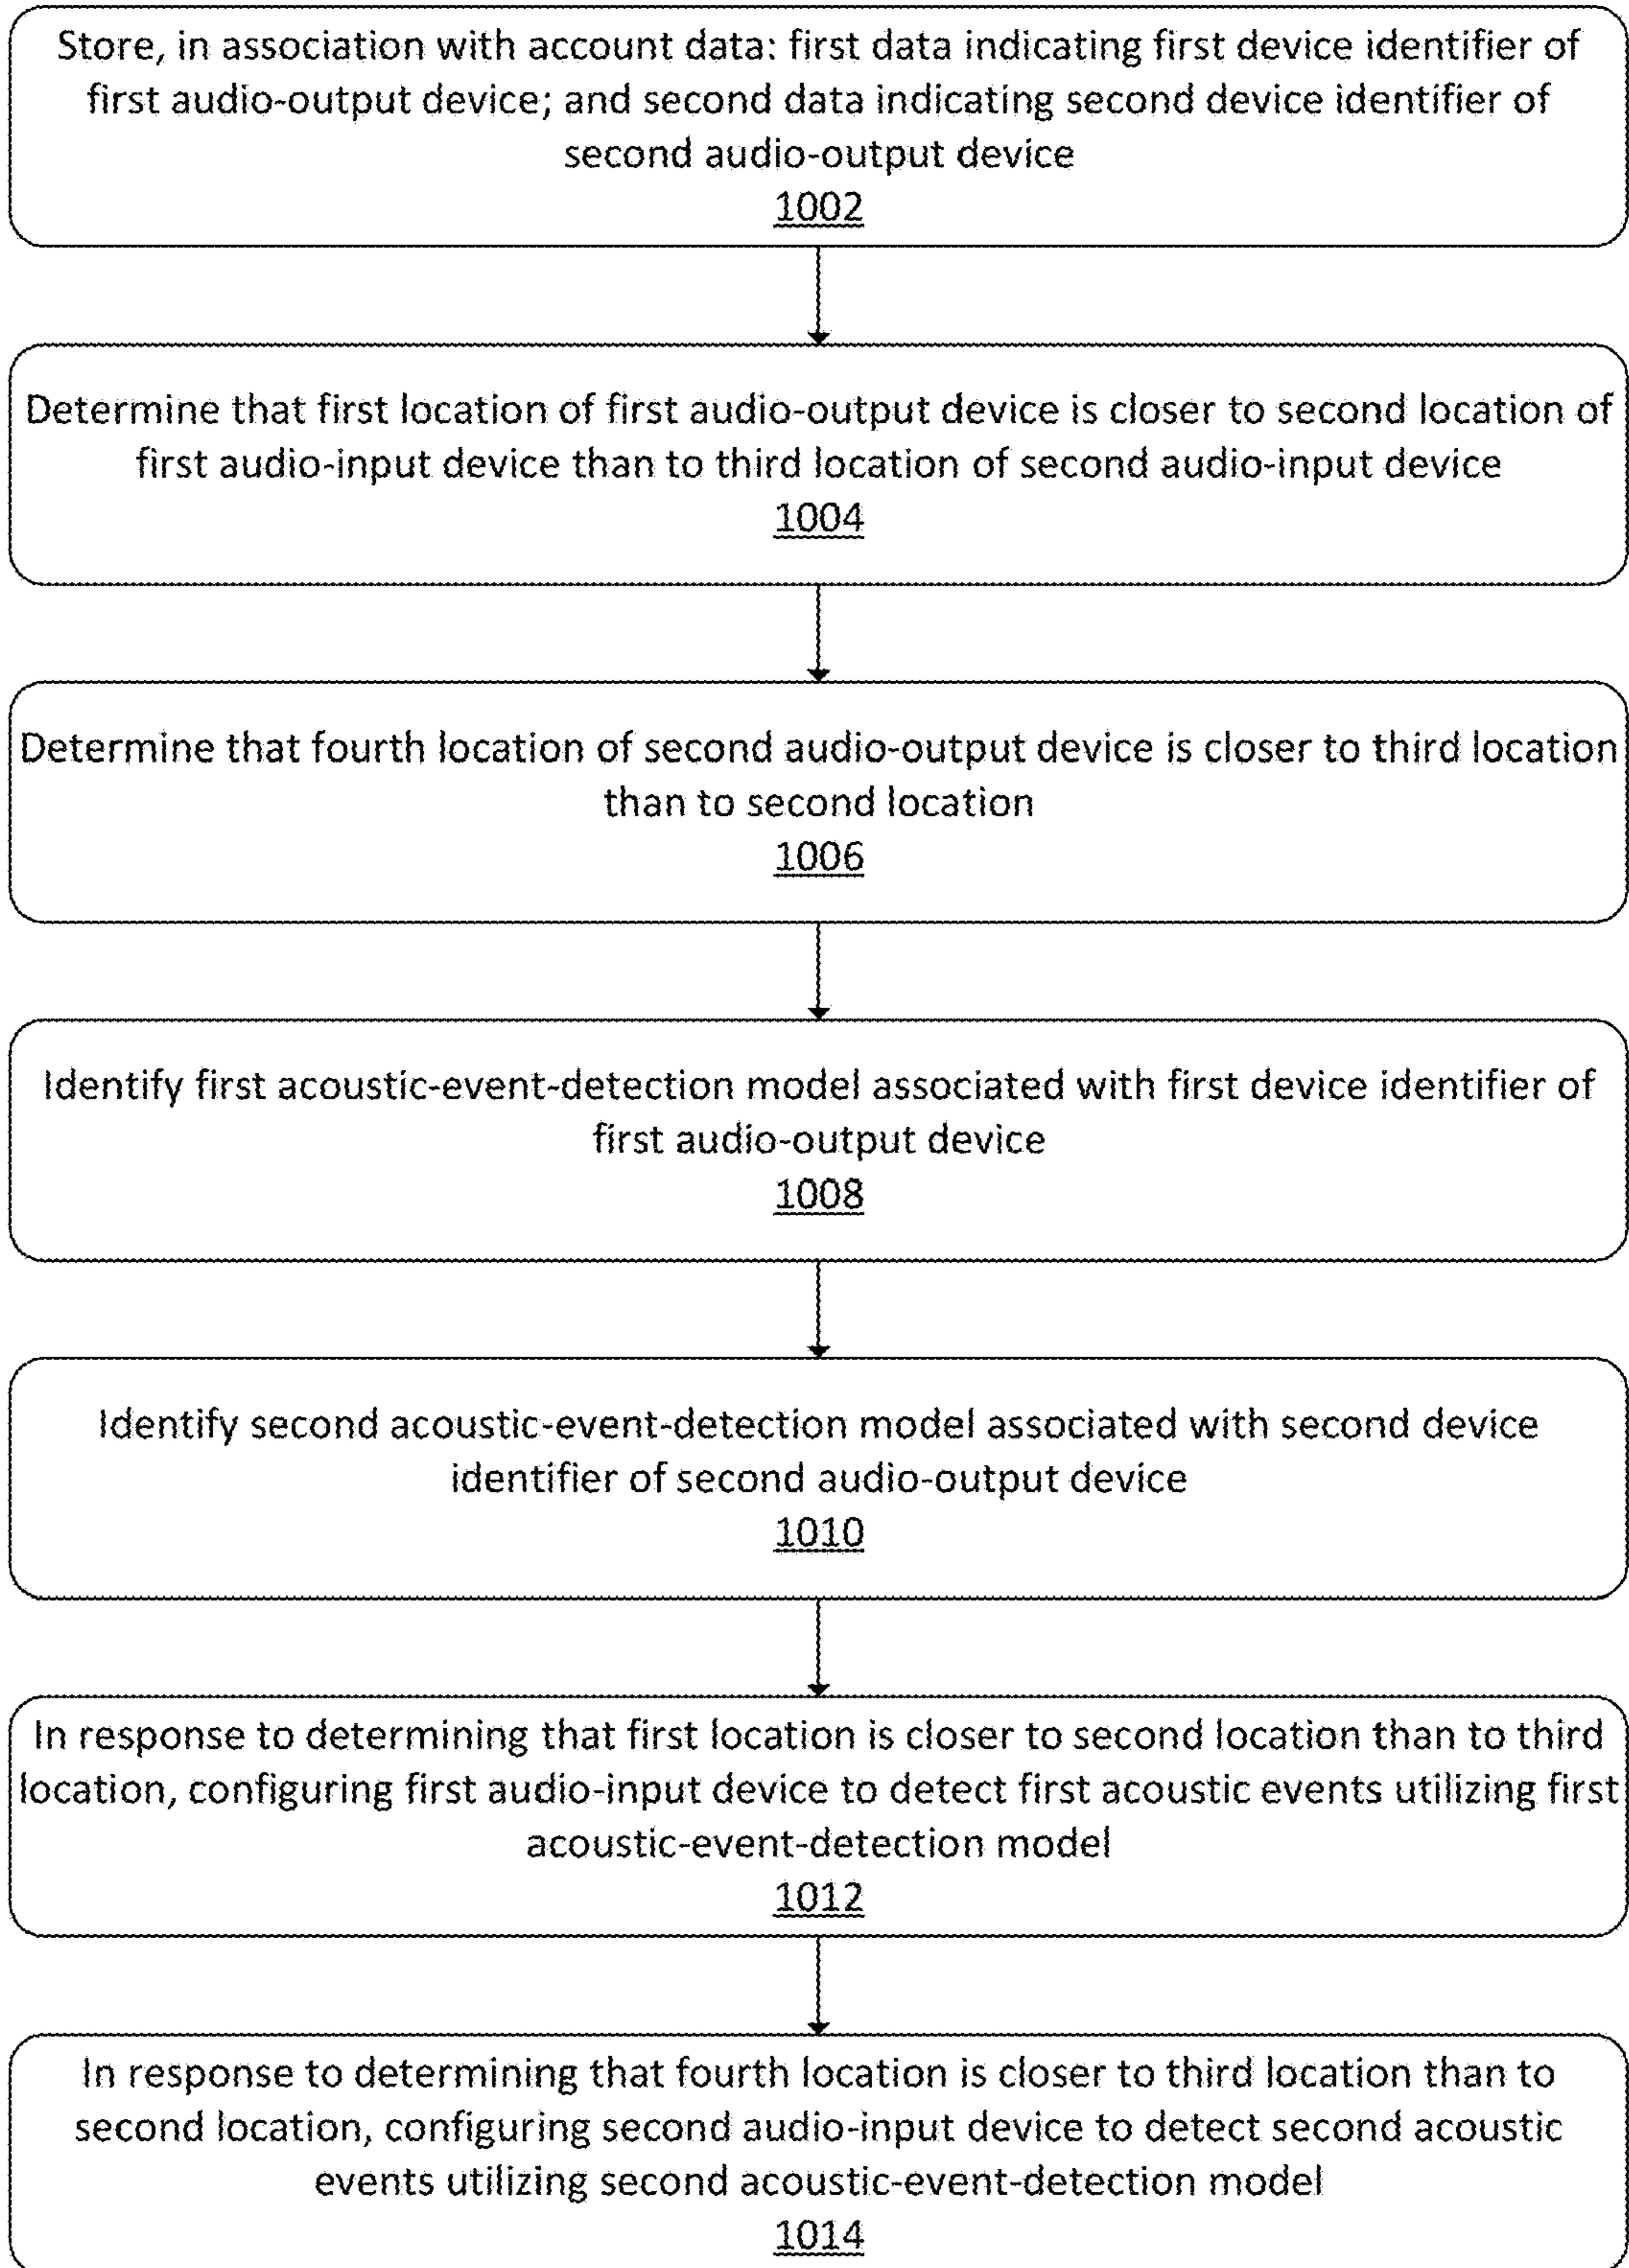 Store, in association with account data: first data indicating first device identifier of
first audio-output device; and second data indicating second device identifier of
second audio-output device
1002
Determine that first location of first audio-output device is closer to second location of
first audio-input device than to third location of second audio-input device
1004
Determine that fourth location of second audio-output device is closer to third location
than to second location
1006
Identify first acoustic-event-detection model associated with first device identifier of
first audio-output device
1008
Identify second acoustic-event-detection model associated with second device
identifier of second audio-output device
1010
In response to determining that first location is closer to second location than to third
location, configuring first audio-input device to detect first acoustic events utilizing first
acoustic-event-detection model
1012
In response to determining that fourth location is closer to third location than to
second location, configuring second audio-input device to detect second acoustic
events utilizing second acoustic-event-detection model
1014